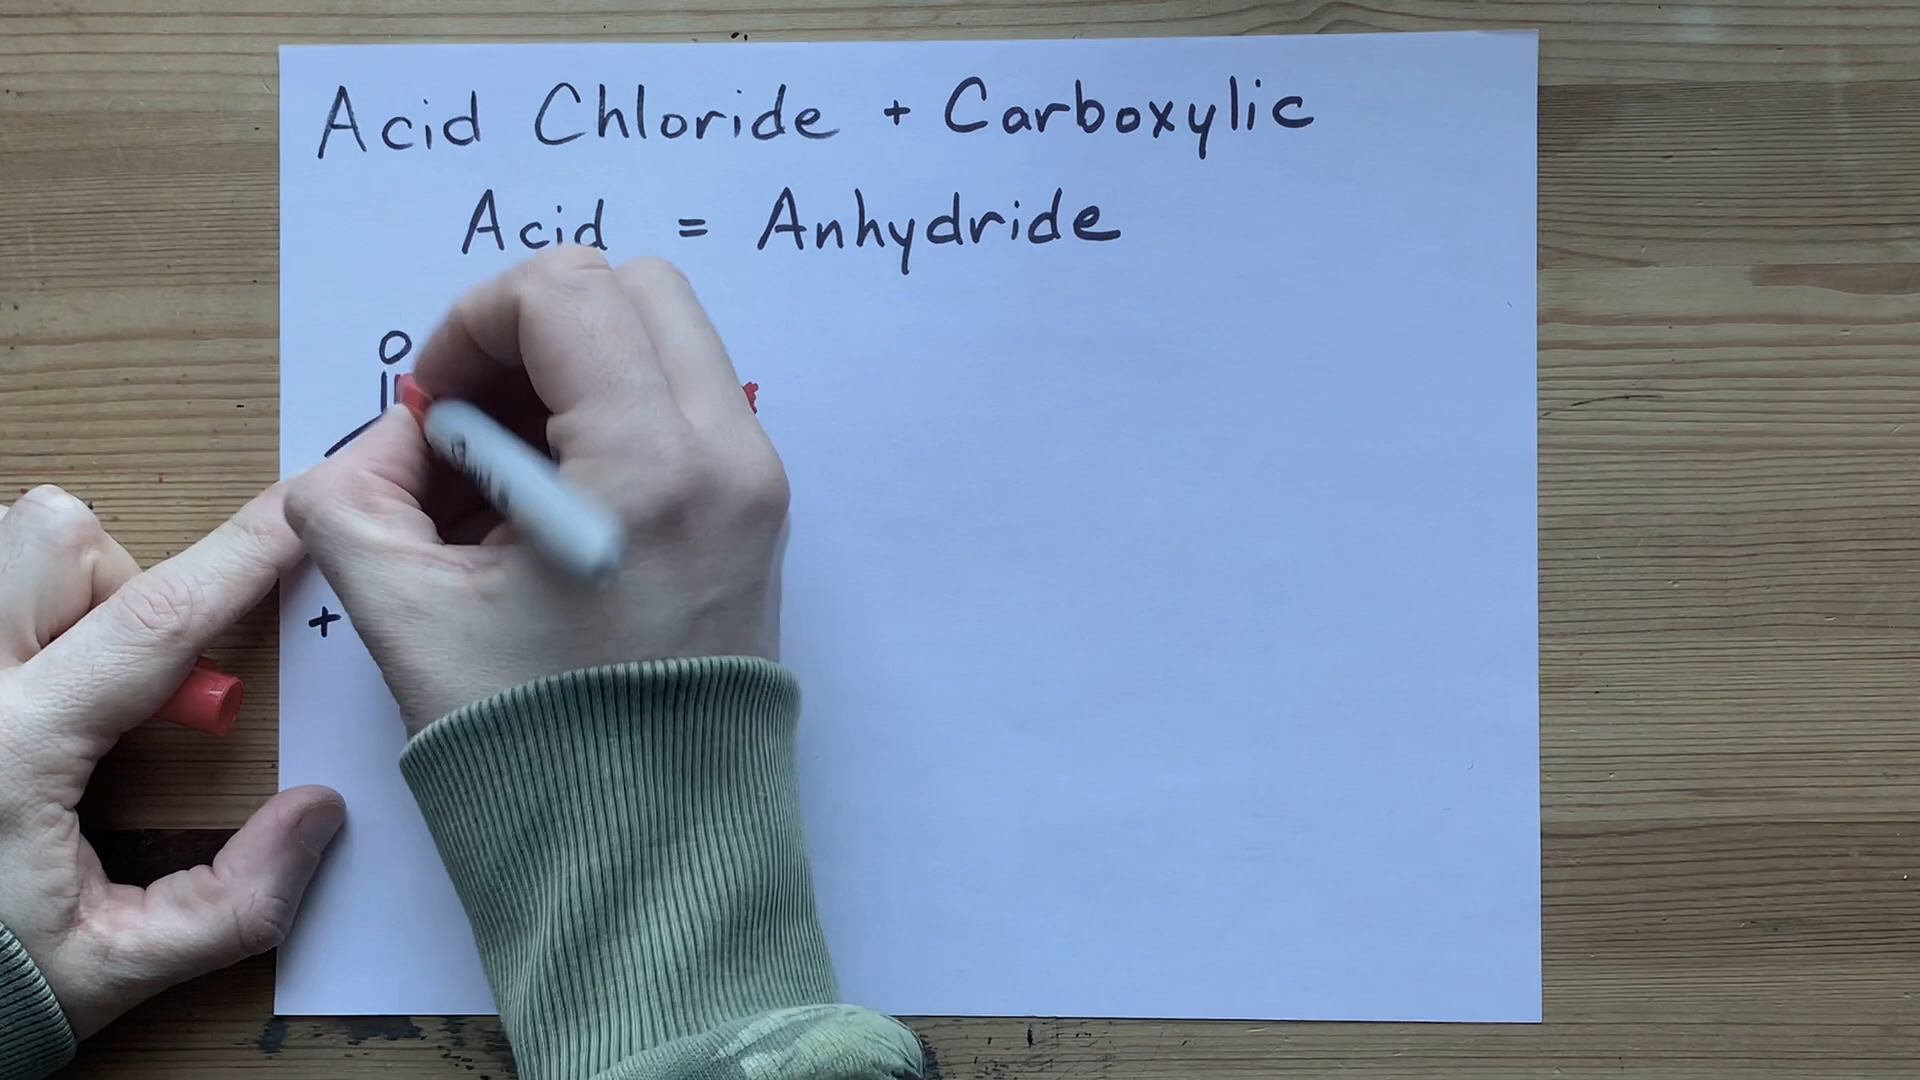 Acid Chloride + Carboxylic
Acid = Anhydride
O
+